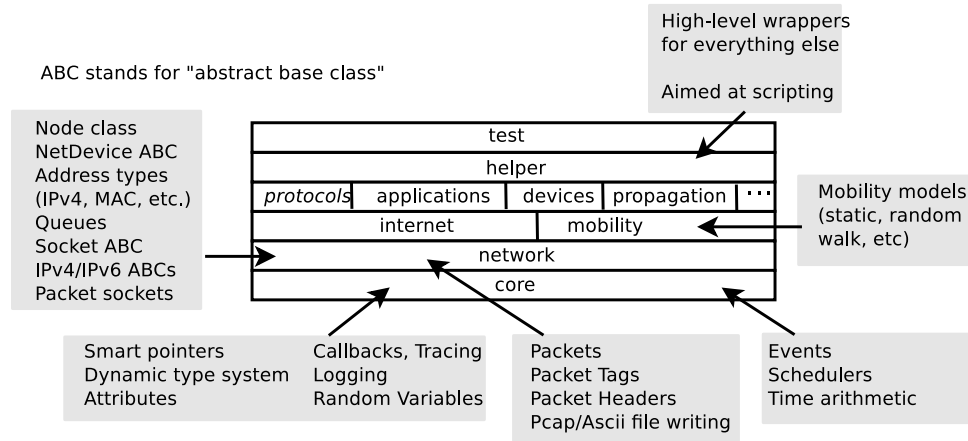 High-level wrappers
for everything else
Aimed at scripting
ABC stands for "abstract base class"
Node class
NetDevice ABC
Address types
(IPv4, MAC, etc.)
Queues
Socket ABC
IPv4/IPv6 ABCs
Packet sockets
test
helper
protocols applications devices propagation ...
internet mobility
network
core
Mobility models
(static, random
walk, etc)
Smart pointers
Dynamic type system
Attributes
Callbacks, Tracing
Logging
Random Variables
Packets
Packet Tags
Packet Headers
Pcap/Ascii file writing
Events
Schedulers
Time arithmetic